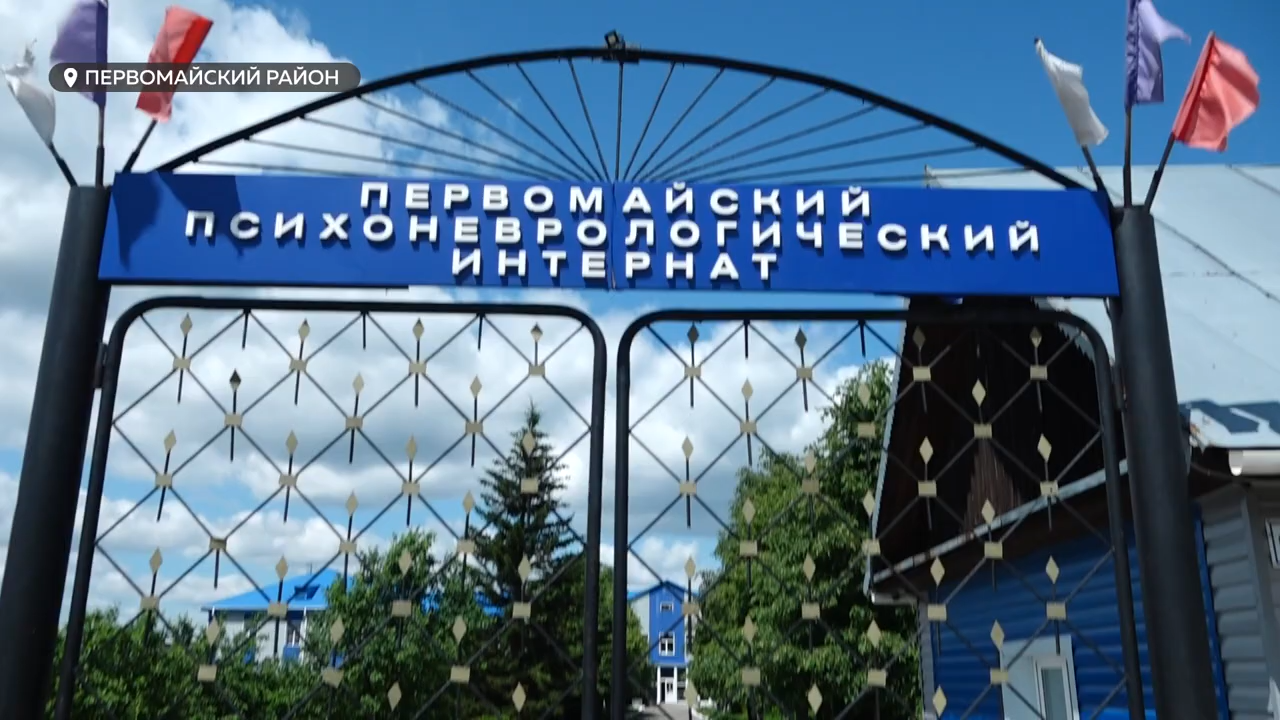 ПЕРВОМАЙСКИЙ РАЙОН
ПЕРВОМАЙСКИЙ
ПСИХОНЕВРОЛОГИЧЕСКИЙ
ИНТЕРНАТ